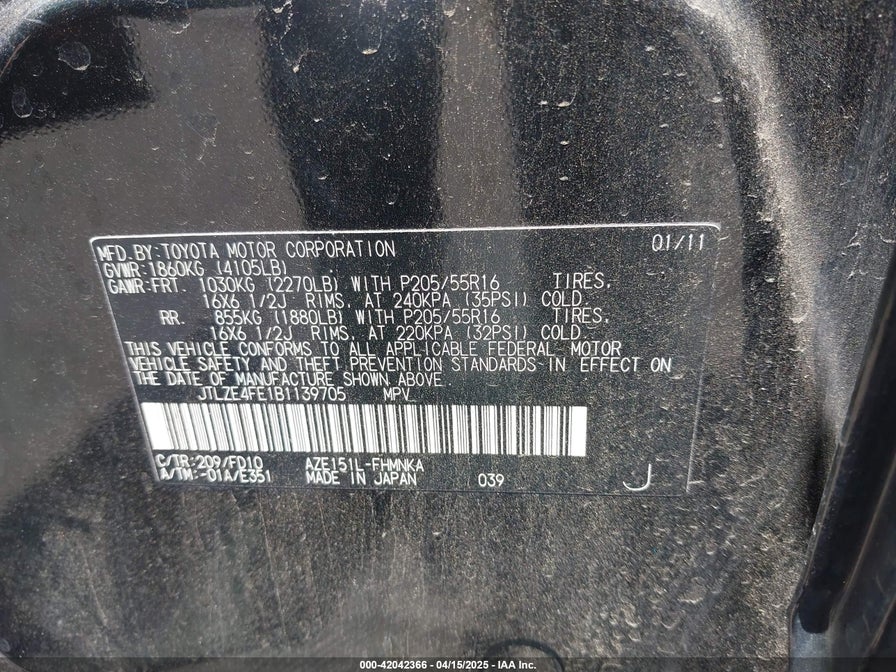 MFD.BY:TOYOTA MOTOR CORPORATION 01/11
GVWR:1860KG (4105LB)
GAWR:FRT. 1030KG (2270LB) WITH P205/55R16 TIRES,
16X6 1/2J RIMS, AT 240KPA (35PSI) COLD.
RR. 855KG (1880LB) WITH P205/55R16 TIRES,
16X6 1/2J RIMS, AT 220KPA (32PSI) COLD.
THIS VEHICLE CONFORMS TO ALL APPLICABLE FEDERAL MOTOR
VEHICLE SAFETY AND THEFT PREVENTION STANDARDS IN EFFECT ON
THE DATE OF MANUFACTURE SHOWN ABOVE.
JTLZE4FE1B1139705 MPV
C/TR:209/FD10 AZE151L-FHMNKA
A/TM:-01A/E351 MADE IN JAPAN 039 J
000-42042366 - 04/15/2025 - IAA Inc.